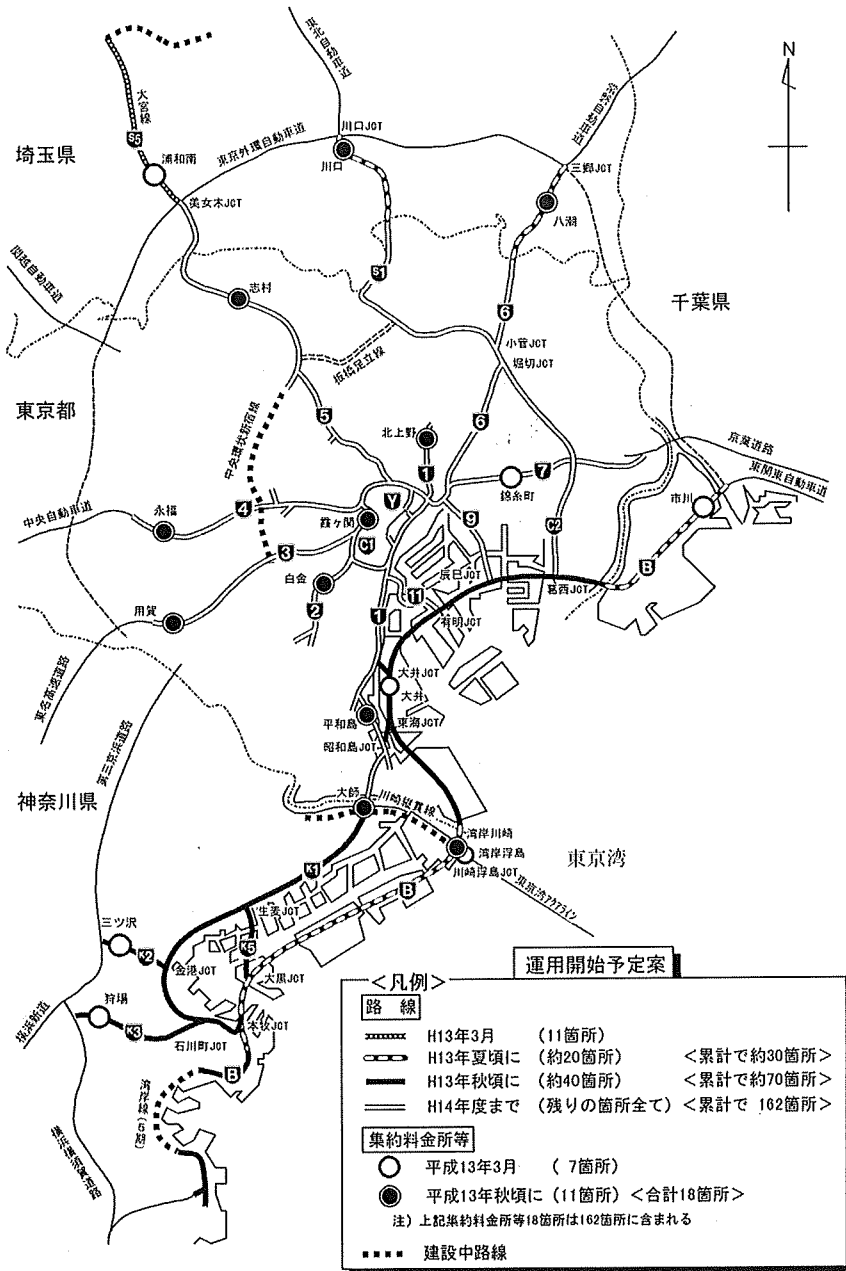 N
埼玉県
千葉県
東京都
神奈川県
東京湾
東北自動車道
常磐自動車道
大宮線
S5
浦和南
東京外環自動車道
川口JCT
川口
三郷JCT
八潮
美女木JCT
関越自動車道
志村
S1
6
小菅JCT
堀切JCT
板橋足立線
中央環状新宿線
5
6
北上野
1
7
錦糸町
京葉道路
東関東自動車道
市川
中央自動車道
永福
4
霞ヶ関
Y
9
C2
C1
3
辰巳JCT
葛西JCT
B
白金
2
11
有明JCT
1
用賀
東名高速道路
大井JCT
大井
平和島
東海JCT
昭和島JCT
第三京浜道路
大師
川崎縦貫線
湾岸川崎
湾岸浮島
川崎浮島JCT
東京湾アクアライン
K1
B
生麦JCT
K5
三ツ沢
K2
金港JCT
大黒JCT
狩場
K3
本牧JCT
石川町JCT
横浜新道
B
湾岸線(5期)
横浜横須賀道路
運用開始予定案
<凡例>
路線
H13年3月 (11箇所)
H13年夏頃に (約20箇所) <累計で約30箇所>
H13年秋頃に (約40箇所) <累計で約70箇所>
H14年度まで (残りの箇所全て) <累計で 162箇所>
集約料金所等
平成13年3月 ( 7箇所)
平成13年秋頃に (11箇所) <合計18箇所>
注) 上記集約料金所等18箇所は162箇所に含まれる
建設中路線